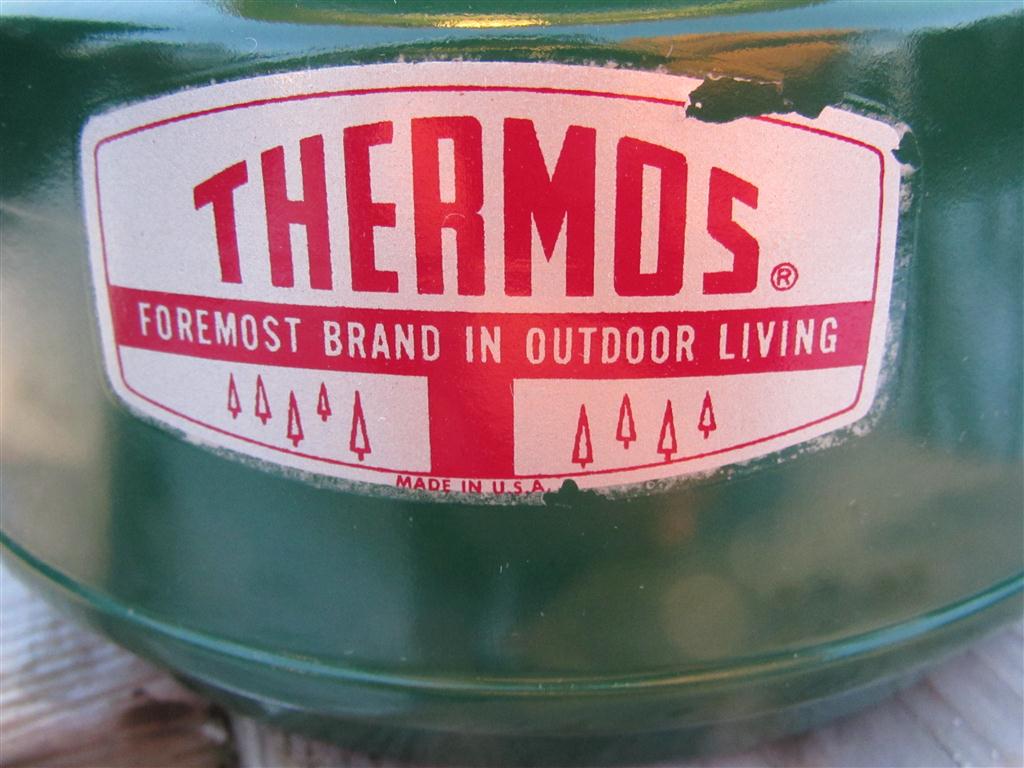 THERMOS®
FOREMOST BRAND IN OUTDOOR LIVING
MADE IN U.S.A.